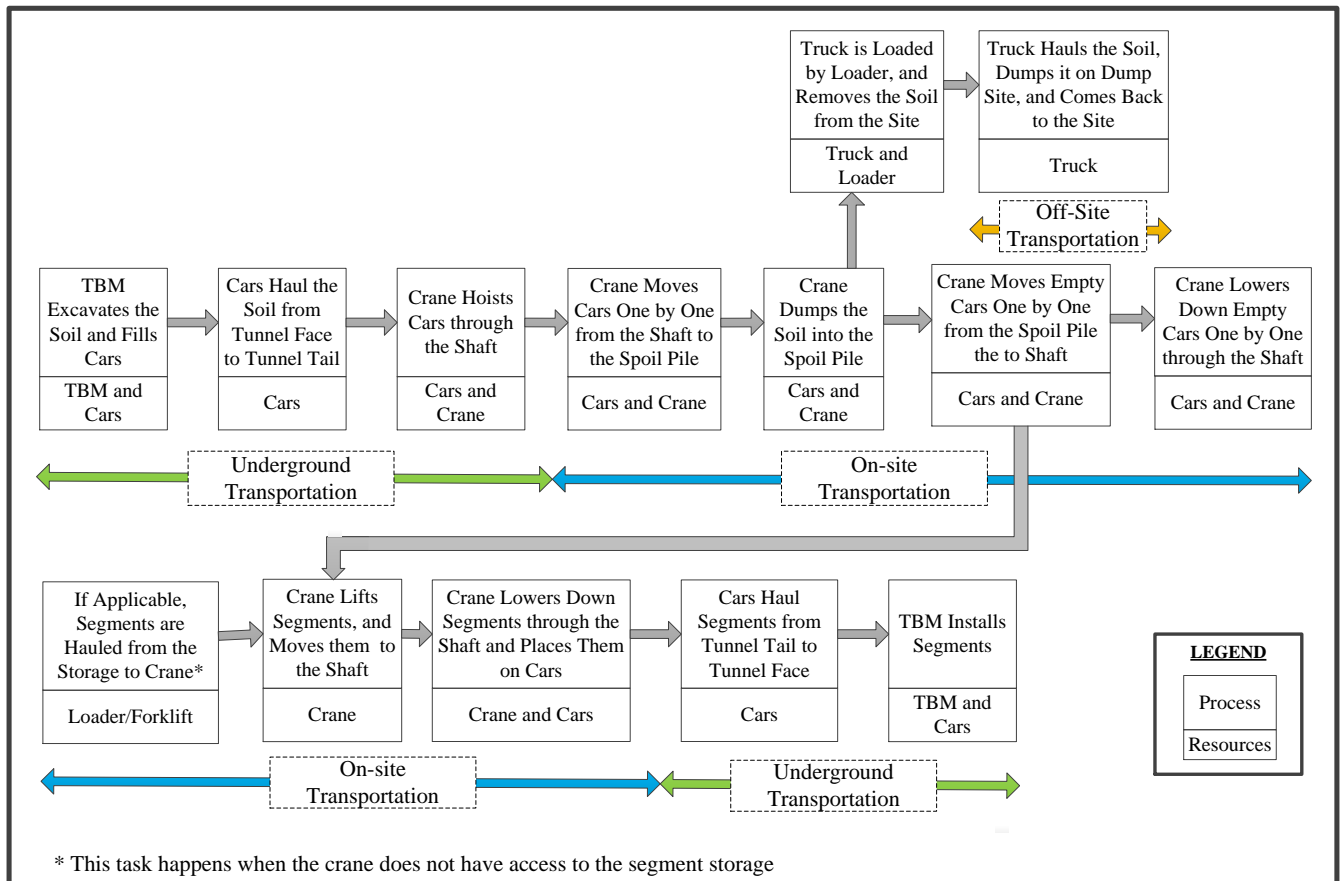 Truck is Loaded
by Loader, and
Removes the Soil
from the Site
Truck and
Loader
Truck Hauls the Soil,
Dumps it on Dump
Site, and Comes Back
to the Site
Truck
Off-Site
Transportation
TBM
Excavates the
Soil and Fills
Cars
TBM and
Cars
Cars Haul the
Soil from
Tunnel Face
to Tunnel Tail
Cars
Crane Hoists
Cars through
the Shaft
Cars and
Crane
Crane Moves
Cars One by One
from the Shaft to
the Spoil Pile
Cars and Crane
Crane
Dumps the
Soil into the
Spoil Pile
Cars and
Crane
Crane Moves Empty
Cars One by One
from the Spoil Pile
the to Shaft
Cars and Crane
Crane Lowers
Down Empty
Cars One by One
through the Shaft
Cars and Crane
Underground
Transportation
On-site
Transportation
If Applicable,
Segments are
Hauled from the
Storage to Crane*
Loader/Forklift
Crane Lifts
Segments, and
Moves them to
the Shaft
Crane
Crane Lowers Down
Segments through the
Shaft and Places Them
on Cars
Crane and Cars
Cars Haul
Segments from
Tunnel Tail to
Tunnel Face
Cars
TBM Installs
Segments
TBM and
Cars
LEGEND
Process
Resources
On-site
Transportation
Underground
Transportation
* This task happens when the crane does not have access to the segment storage